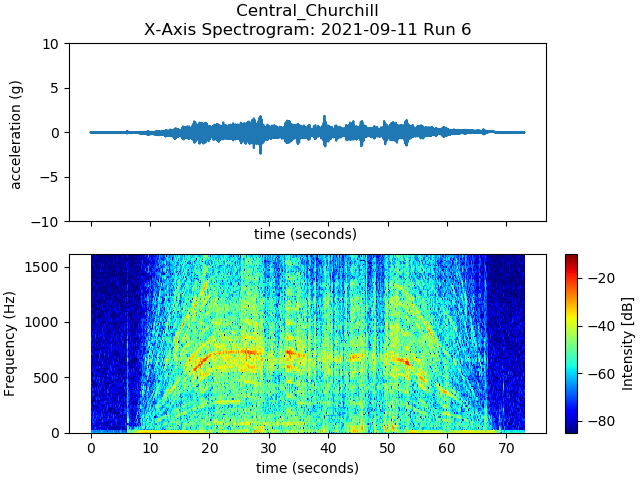 Central_Churchill
X-Axis Spectrogram: 2021-09-11 Run 6
10
5
0
−5
−10
acceleration (g)
time (seconds)
1500
1000
500
0
Frequency (Hz)
0 10 20 30 40 50 60 70
time (seconds)
−20
−40
−60
−80
Intensity [dB]